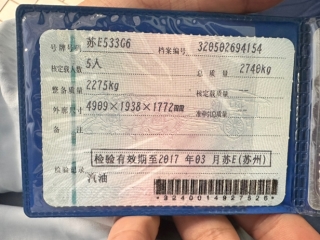 号牌号码 苏E533G6 档案编号 320502694154
核定载人数 5人 总质量 2740kg
整备质量 2275kg 核定载质量 --
外廓尺寸 4909×1938×1772mm 准牵引总质量 --
备注
检验有效期至2017年03月苏E(苏州)
检验记录
汽油
*3240014927526*